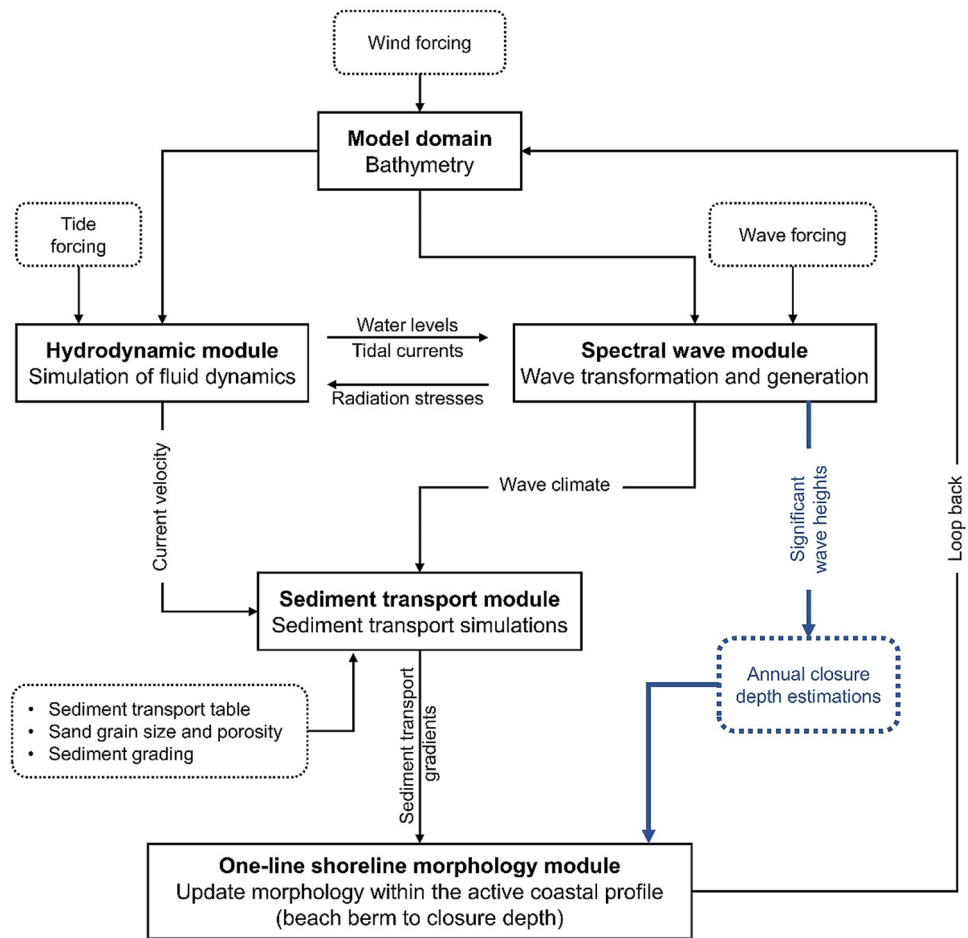 Wind forcing
Model domain
Bathymetry
Tide
forcing
Wave forcing
Hydrodynamic module
Simulation of fluid dynamics
Water levels
Tidal currents
Radiation stresses
Spectral wave module
Wave transformation and generation
Current velocity
Wave climate
Significant
wave heights
Loop back
Sediment transport module
Sediment transport simulations
Annual closure
depth estimations
• Sediment transport table
• Sand grain size and porosity
• Sediment grading
Sediment transport
gradients
One-line shoreline morphology module
Update morphology within the active coastal profile
(beach berm to closure depth)